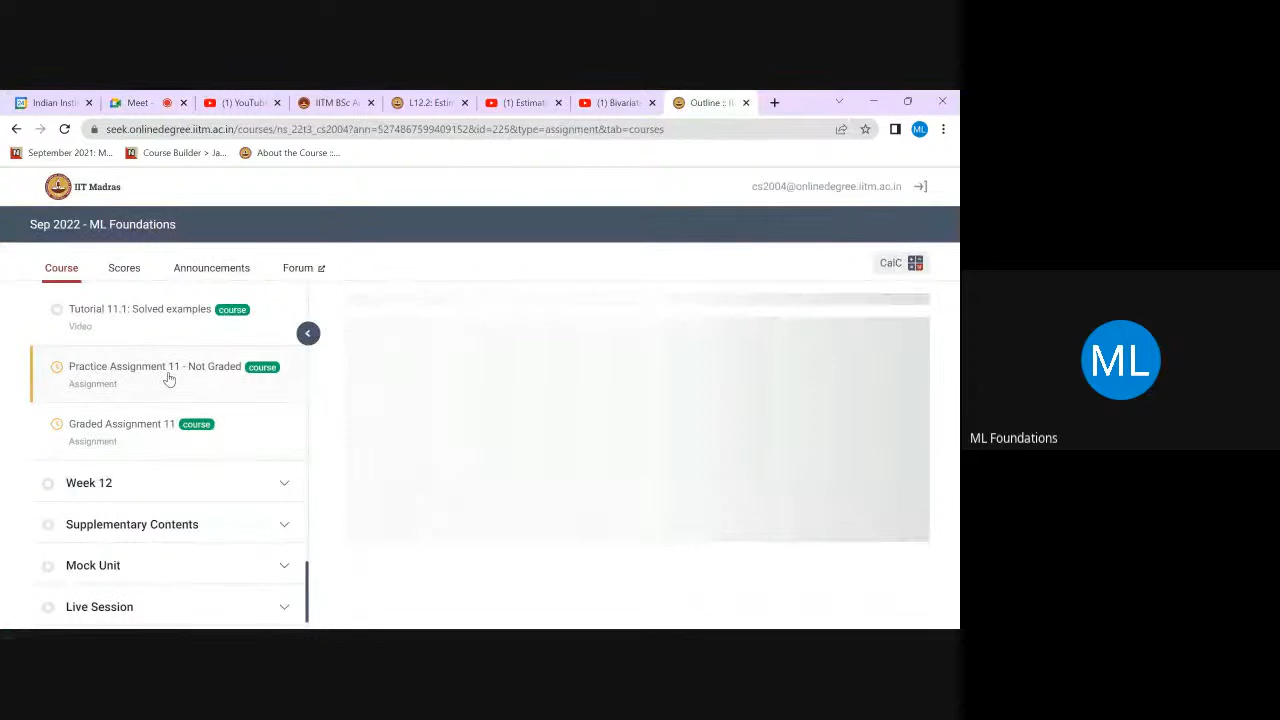 Indian Insti
Meet -
(1) YouTub
IITM BSc A
L12.2: Estim
(1) Estimat
(1) Bivariat
Outline :: II
seek.onlinedegree.iitm.ac.in/courses/ns_22t3_cs2004?ann=5274867599409152&id=225&type=assignment&tab=courses
ML
September 2021: M...
Course Builder > Ja...
About the Course ::...
IIT Madras
cs2004@onlinedegree.iitm.ac.in
Sep 2022 - ML Foundations
Course
Scores
Announcements
Forum
CalC
Tutorial 11.1: Solved examples course
Video
Practice Assignment 11 - Not Graded course
Assignment
Graded Assignment 11 course
Assignment
Week 12
Supplementary Contents
Mock Unit
Live Session
ML
ML Foundations